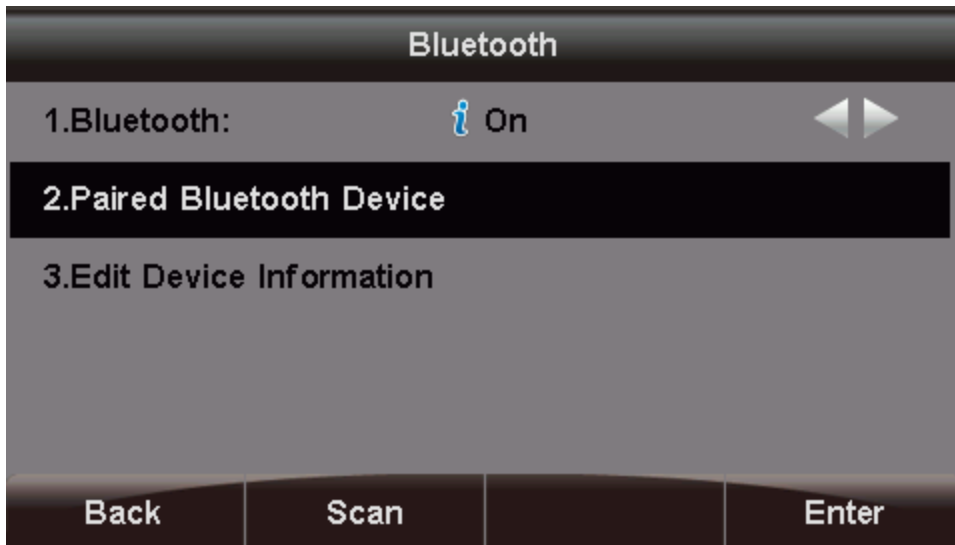 Bluetooth
1.Bluetooth: On
2.Paired Bluetooth Device
3.Edit Device Information
Back Scan Enter